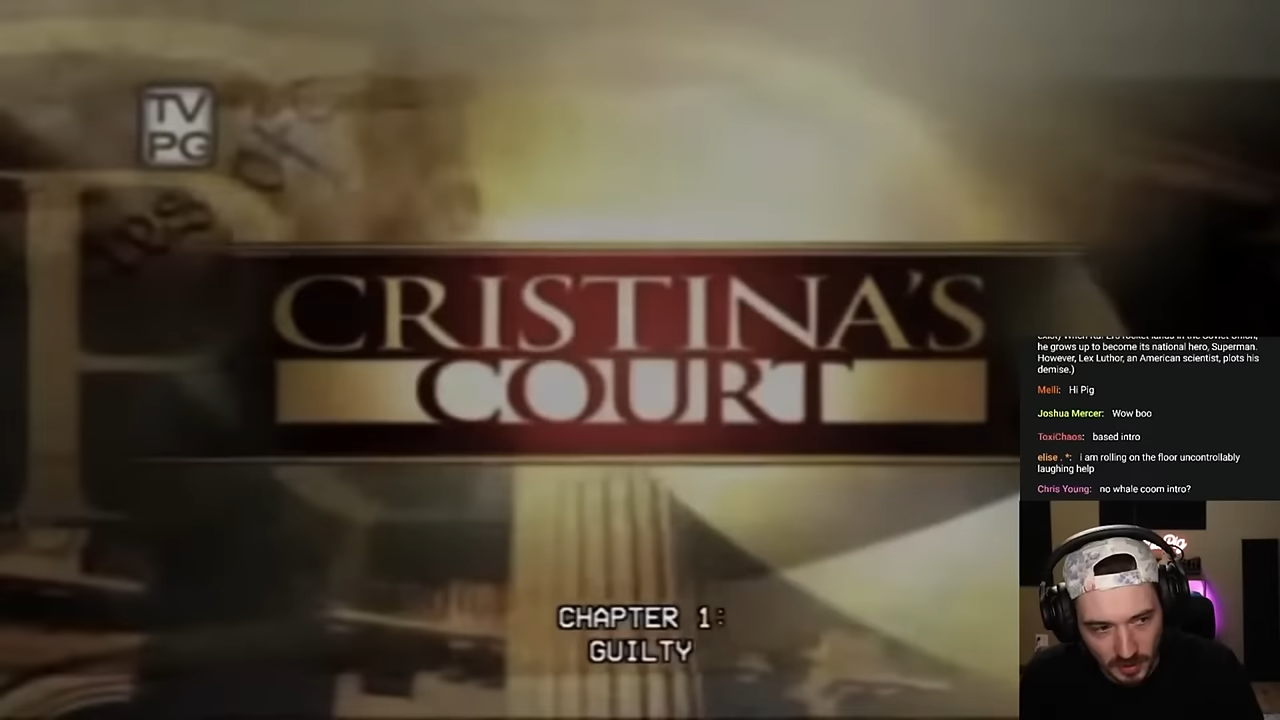 TV
PG
CRISTINA'S
COURT
CHAPTER 1:
GUILTY
he grows up to become its national hero, Superman.
However, Lex Luthor, an American scientist, plots his
demise.)
Melli: Hi Pig
Joshua Mercer: Wow boo
ToxiChaos: based intro
elise . *: i am rolling on the floor uncontrollably
laughing help
Chris Young: no whale coom intro?
Pig